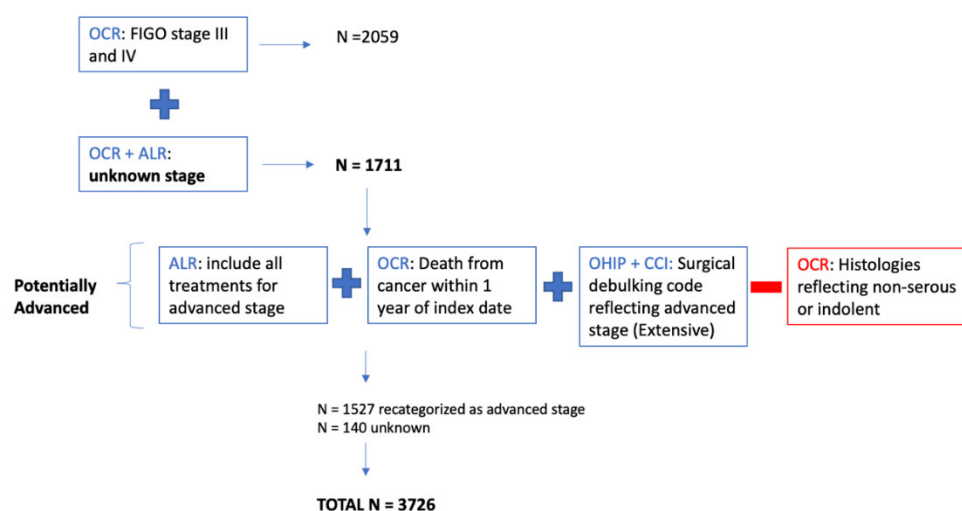 OCR: FIGO stage III
and IV
N =2059
OCR + ALR:
unknown stage
N = 1711
Potentially
Advanced
ALR: include all
treatments for
advanced stage
OCR: Death from
cancer within 1
year of index date
OHIP + CCI: Surgical
debulking code
reflecting advanced
stage (Extensive)
OCR: Histologies
reflecting non-serous
or indolent
N = 1527 recategorized as advanced stage
N = 140 unknown
TOTAL N = 3726